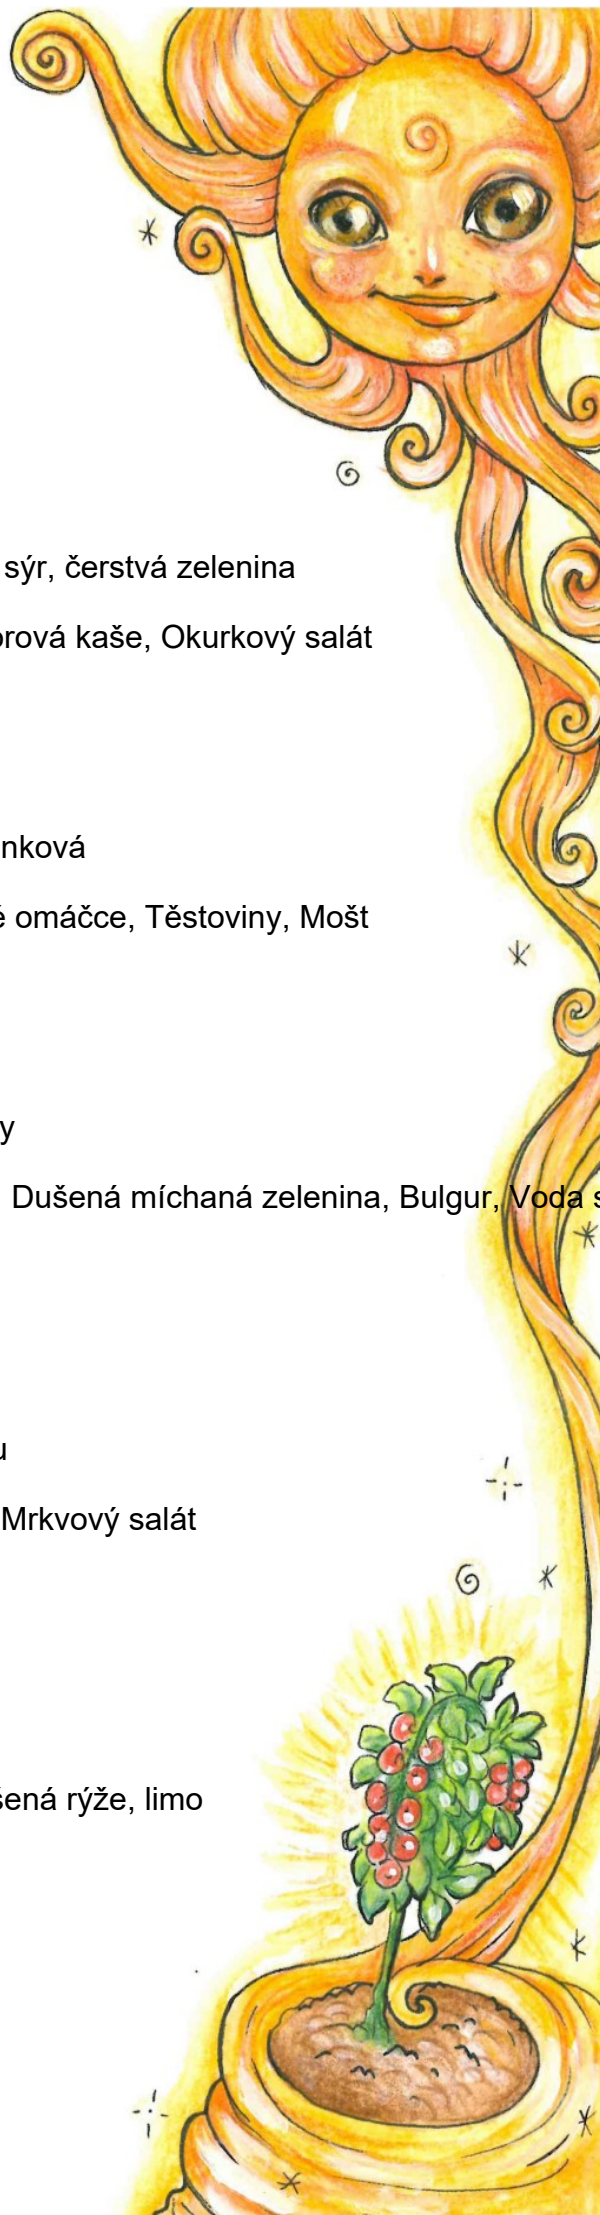 sýr, čerstvá zelenina
orová kaše, Okurkový salát
nková
é omáčce, Těstoviny, Mošt
y
Dušená míchaná zelenina, Bulgur, Voda s
u
Mrkvový salát
šená rýže, limo